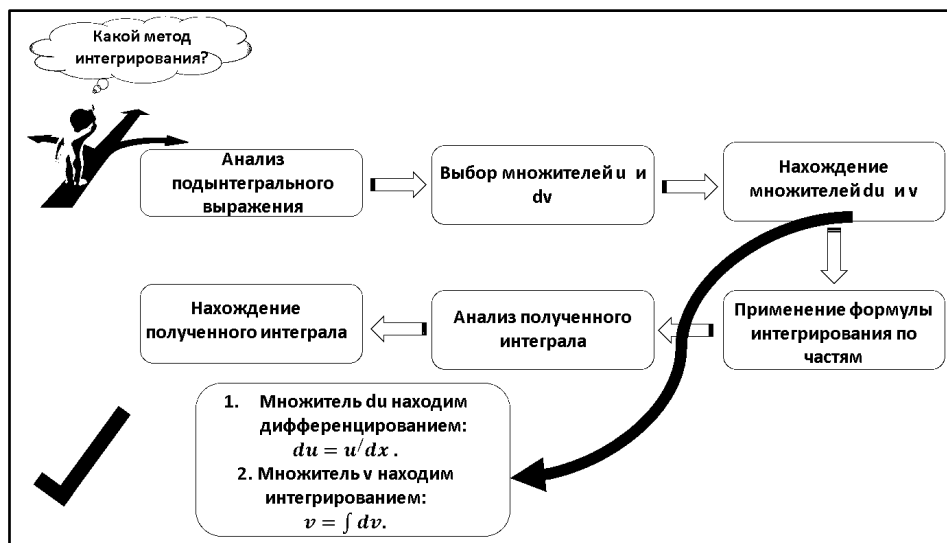 Какой метод
интегрирования?
Анализ
подынтегрального
выражения
Выбор множителей u и
dv
Нахождение
множителей du и v
Применение формулы
интегрирования по
частям
Анализ полученного
интеграла
Нахождение
полученного интеграла
1. Множитель du находим
дифференцированием:
du = u′dx .
2. Множитель v находим
интегрированием:
v = ∫ dv.